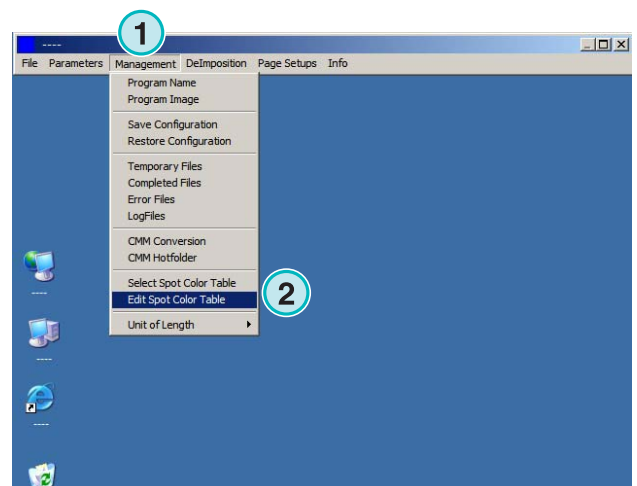 1
----
File Parameters Management DeImposition Page Setups Info
Program Name
Program Image
Save Configuration
Restore Configuration
Temporary Files
Completed Files
Error Files
LogFiles
CMM Conversion
CMM Hotfolder
Select Spot Color Table
Edit Spot Color Table
2
Unit of Length
----
----
----